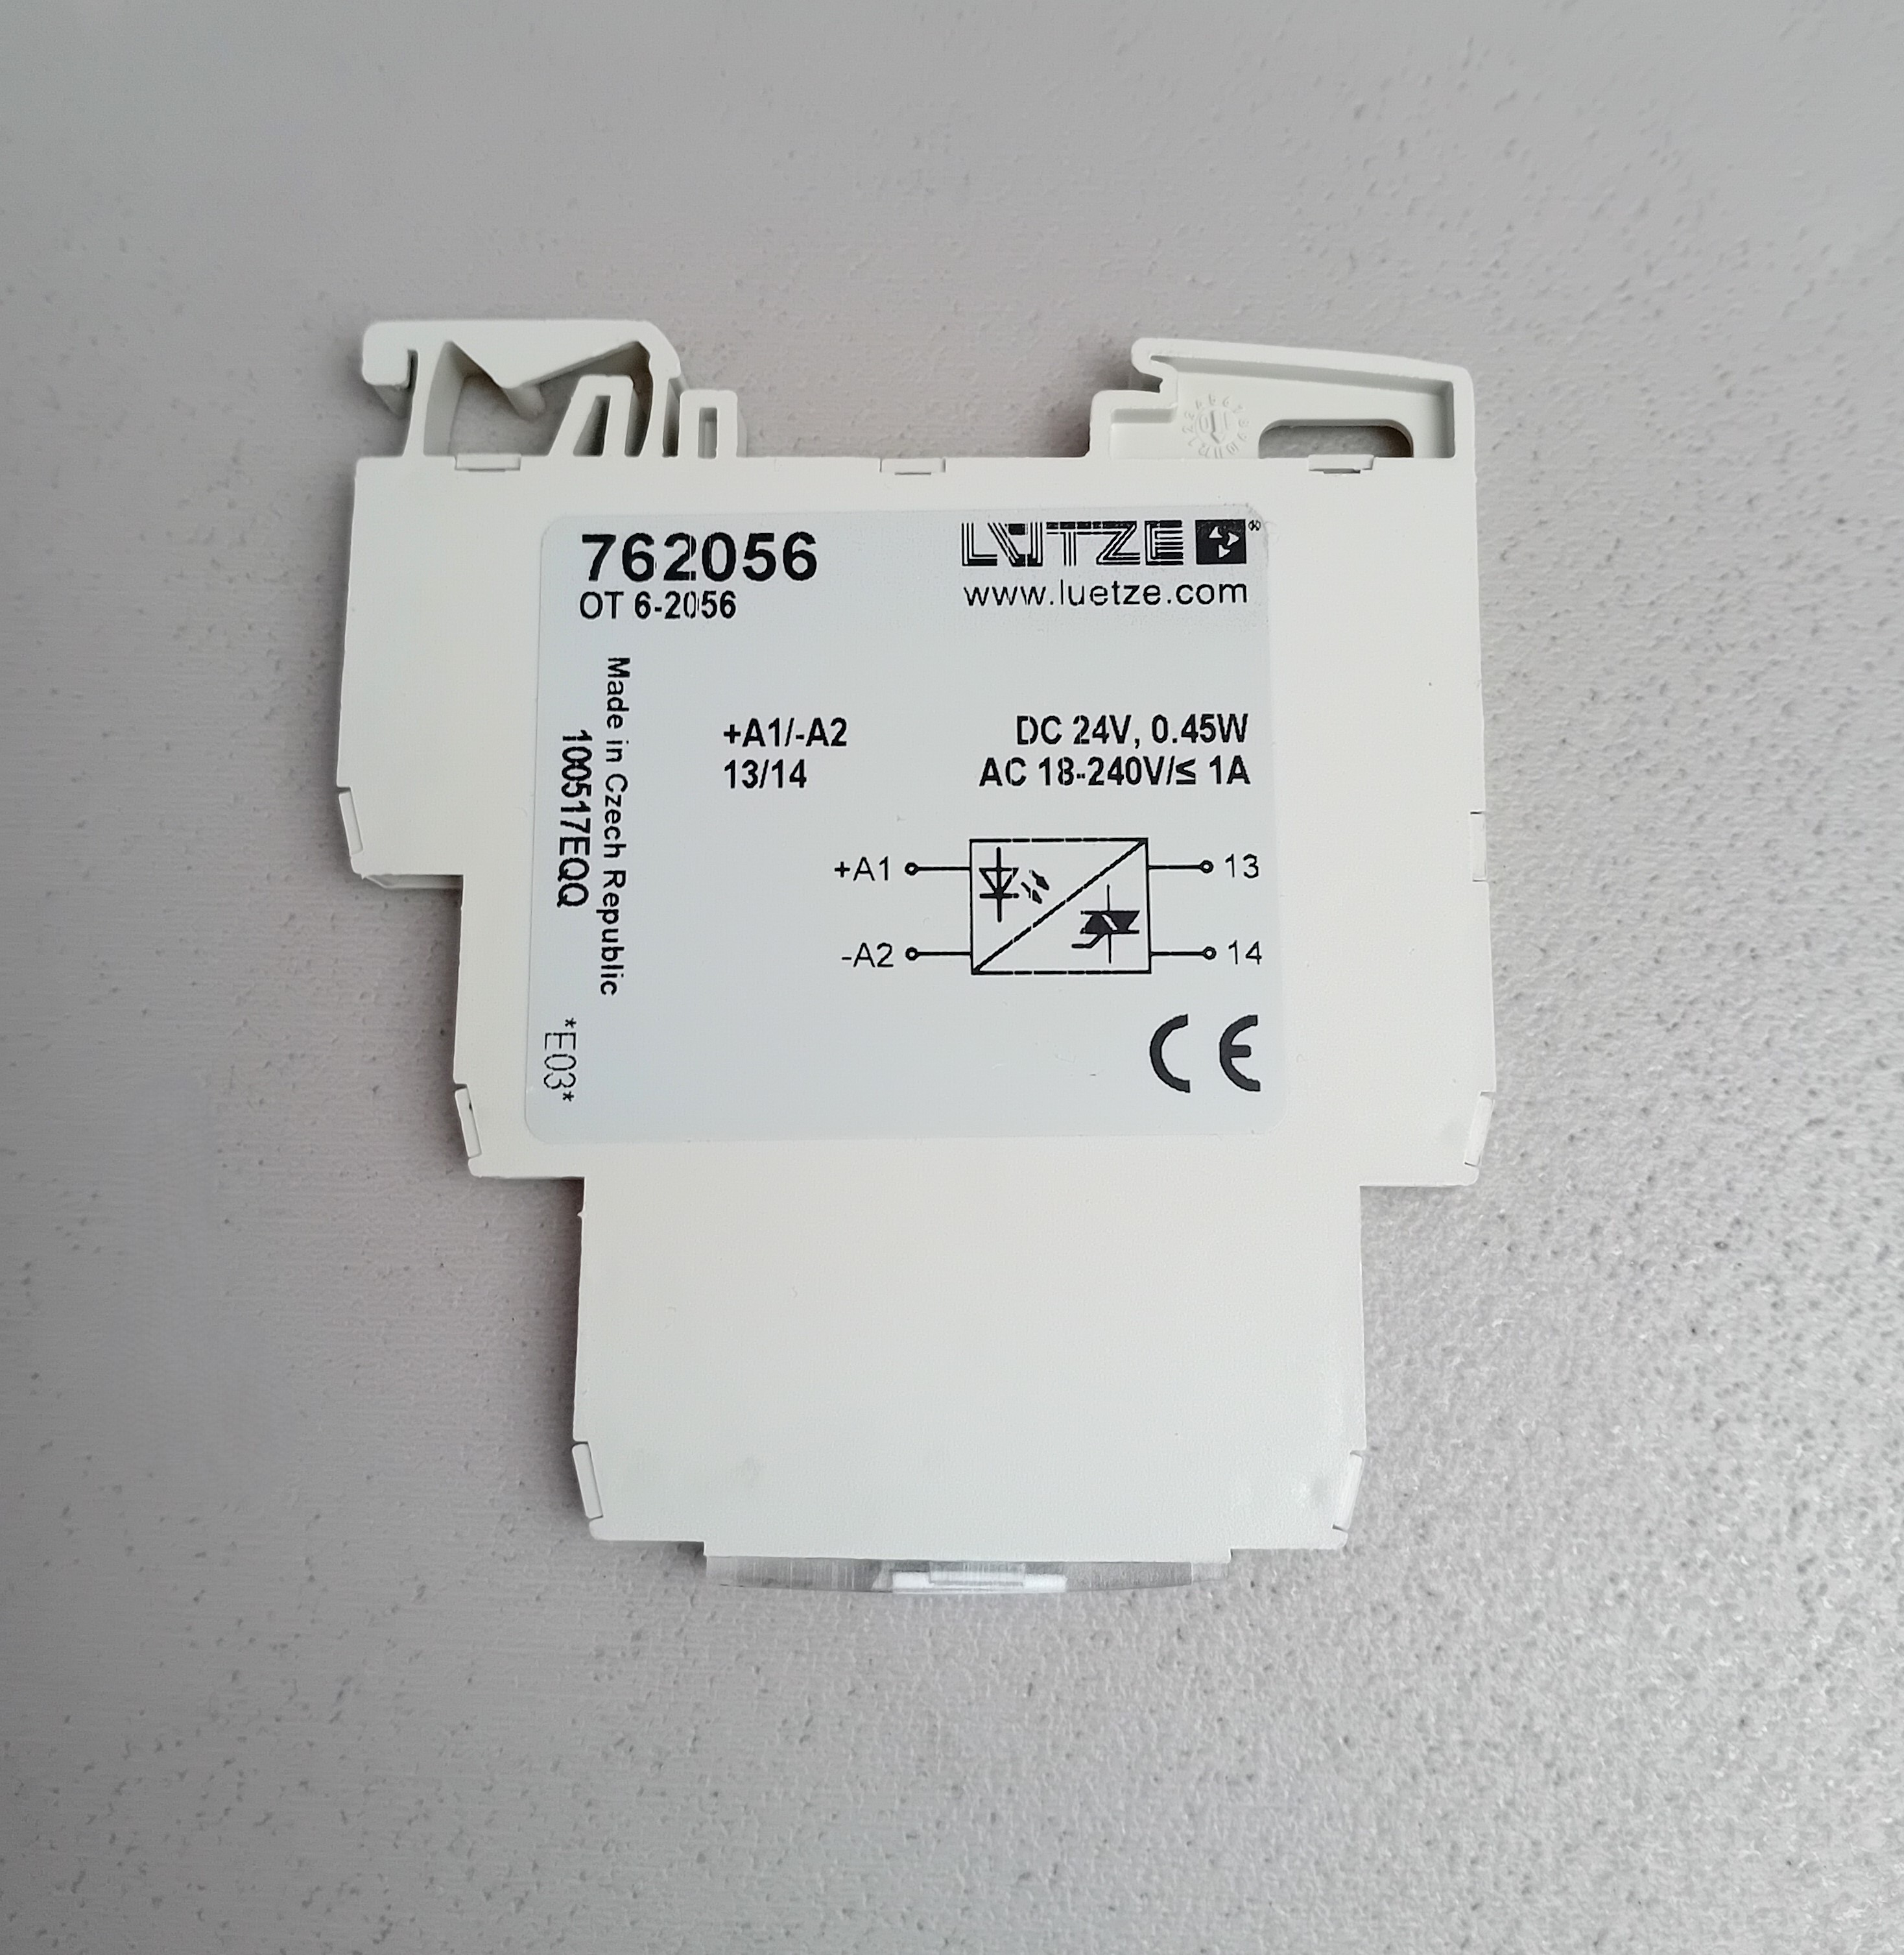 762056
OT 6-2056
LUTZE
www.luetze.com
Made in Czech Republic
100517EQQ
*E03*
+A1/-A2 DC 24V, 0.45W
13/14 AC 18-240V/≤ 1A
+A1 13
-A2 14
CE